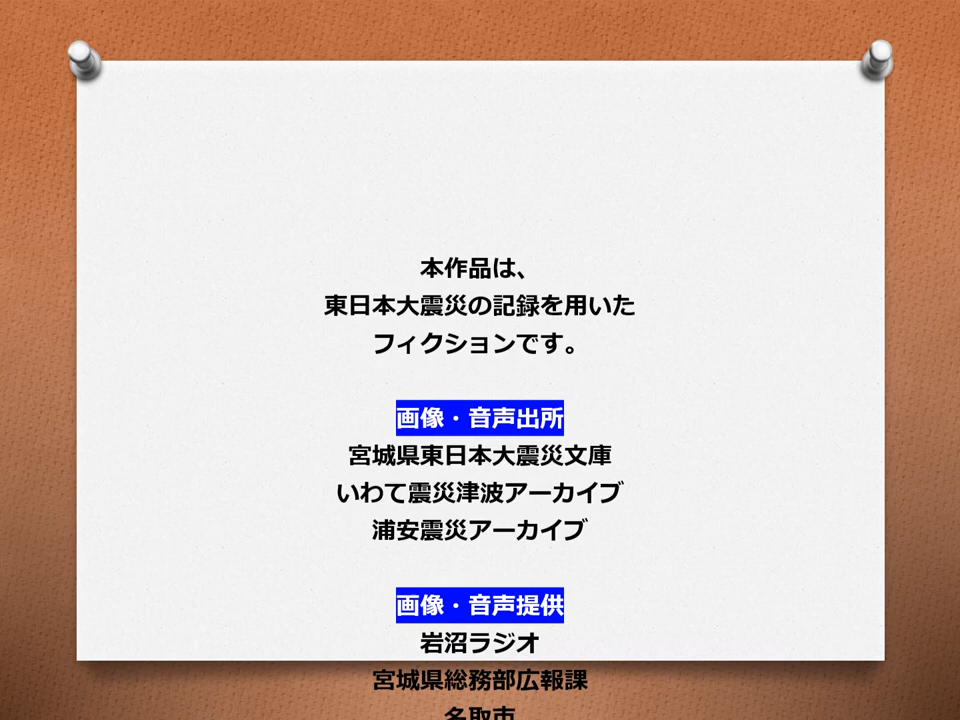 本作品は、
東日本大震災の記録を用いた
フィクションです。
画像・音声出所
宮城県東日本大震災文庫
いわて震災津波アーカイブ
浦安震災アーカイブ
画像・音声提供
岩沼ラジオ
宮城県総務部広報課
名取市